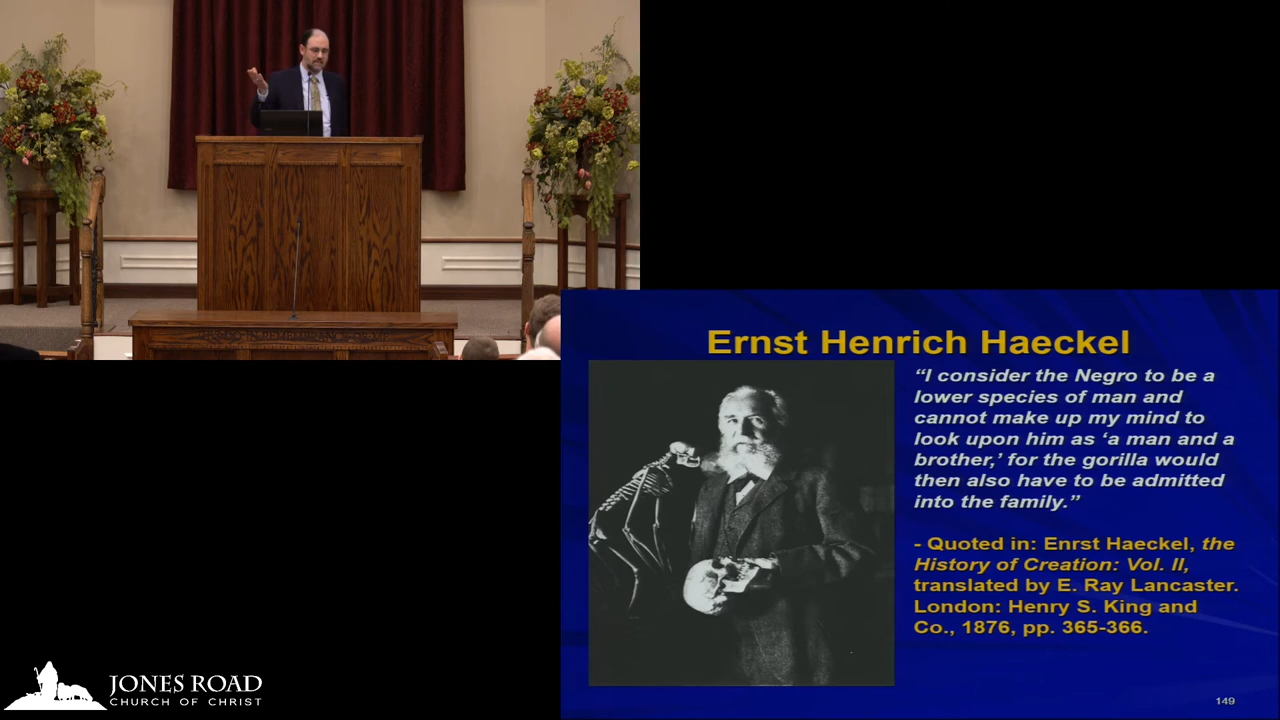 Ernst Henrich Haeckel
“I consider the Negro to be a
lower species of man and
cannot make up my mind to
look upon him as ‘a man and a
brother,’ for the gorilla would
then also have to be admitted
into the family.”
- Quoted in: Enrst Haeckel, the
History of Creation: Vol. II,
translated by E. Ray Lancaster.
London: Henry S. King and
Co., 1876, pp. 365-366.
149
JONES ROAD
CHURCH OF CHRIST